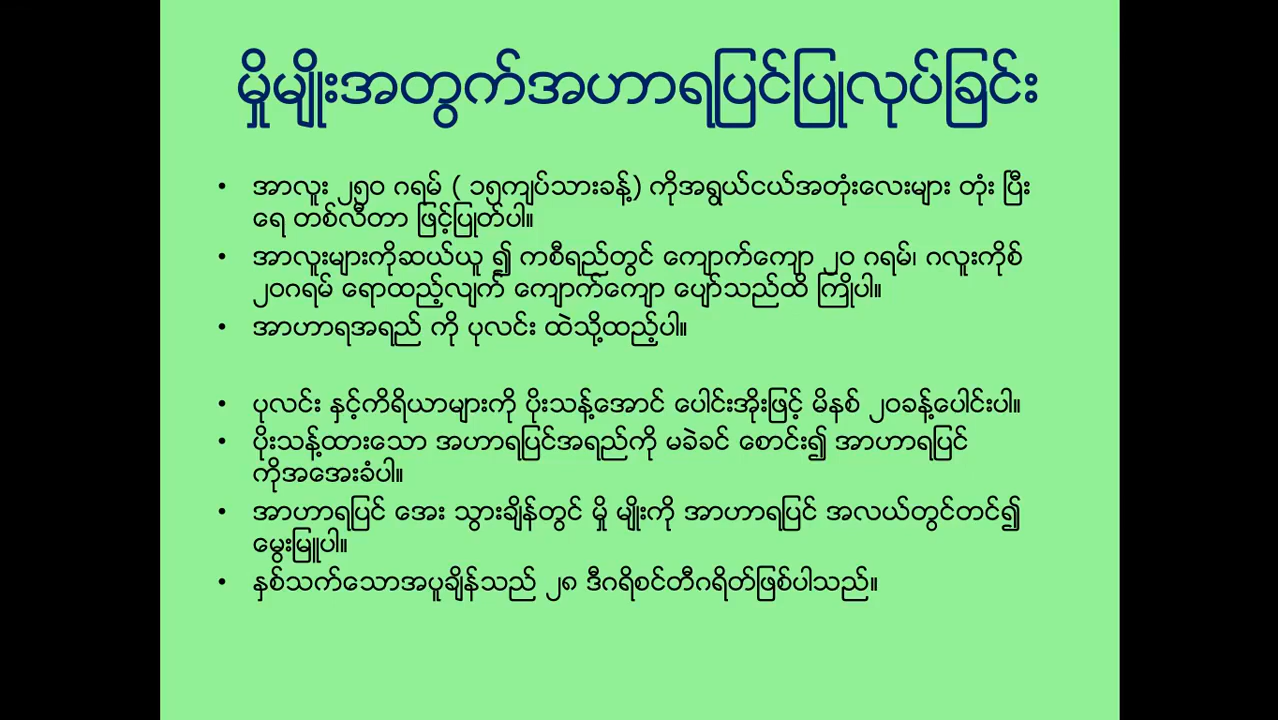 မှိုမျိုးအတွက်အဟာရပြင်ပြုလုပ်ခြင်း
• အာလူး ၂၅၀ ဂရမ် ( ၁၅ကျပ်သားခန့်) ကိုအရွယ်ငယ်အတုံးလေးများ တုံး ပြီး
ရေ တစ်လီတာ ဖြင့်ပြုတ်ပါ။
• အာလူးများကိုဆယ်ယူ ၍ ကစီရည်တွင် ကျောက်ကျော ၂၀ ဂရမ်၊ ဂလူးကိုစ်
၂၀ဂရမ် ရောထည့်လျက် ကျောက်ကျော ပျော်သည်ထိ ကြိုပါ။
• အာဟာရအရည် ကို ပုလင်း ထဲသို့ထည့်ပါ။
• ပုလင်း နှင့်ကိရိယာများကို ပိုးသန့်အောင် ပေါင်းအိုးဖြင့် မိနစ် ၂၀ခန့်ပေါင်းပါ။
• ပိုးသန့်ထားသော အဟာရပြင်အရည်ကို မခဲခင် စောင်း၍ အာဟာရပြင်
ကိုအအေးခံပါ။
• အာဟာရပြင် အေး သွားချိန်တွင် မှို မျိုးကို အာဟာရပြင် အလယ်တွင်တင်၍
မွေးမြူပါ။
• နှစ်သက်သောအပူချိန်သည် ၂၈ ဒီဂရိစင်တီဂရိတ်ဖြစ်ပါသည်။